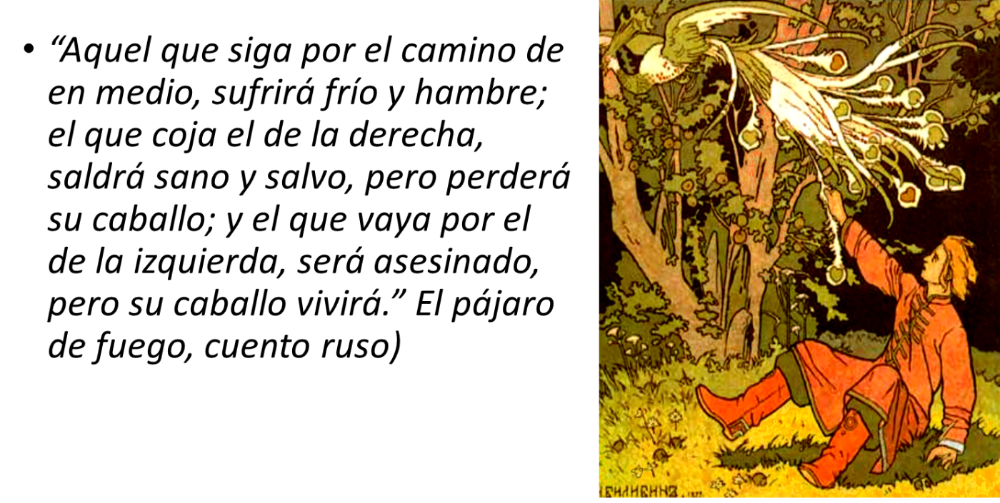 • “Aquel que siga por el camino de
en medio, sufrirá frío y hambre;
el que coja el de la derecha,
saldrá sano y salvo, pero perderá
su caballo; y el que vaya por el
de la izquierda, será asesinado,
pero su caballo vivirá.” El pájaro
de fuego, cuento ruso)